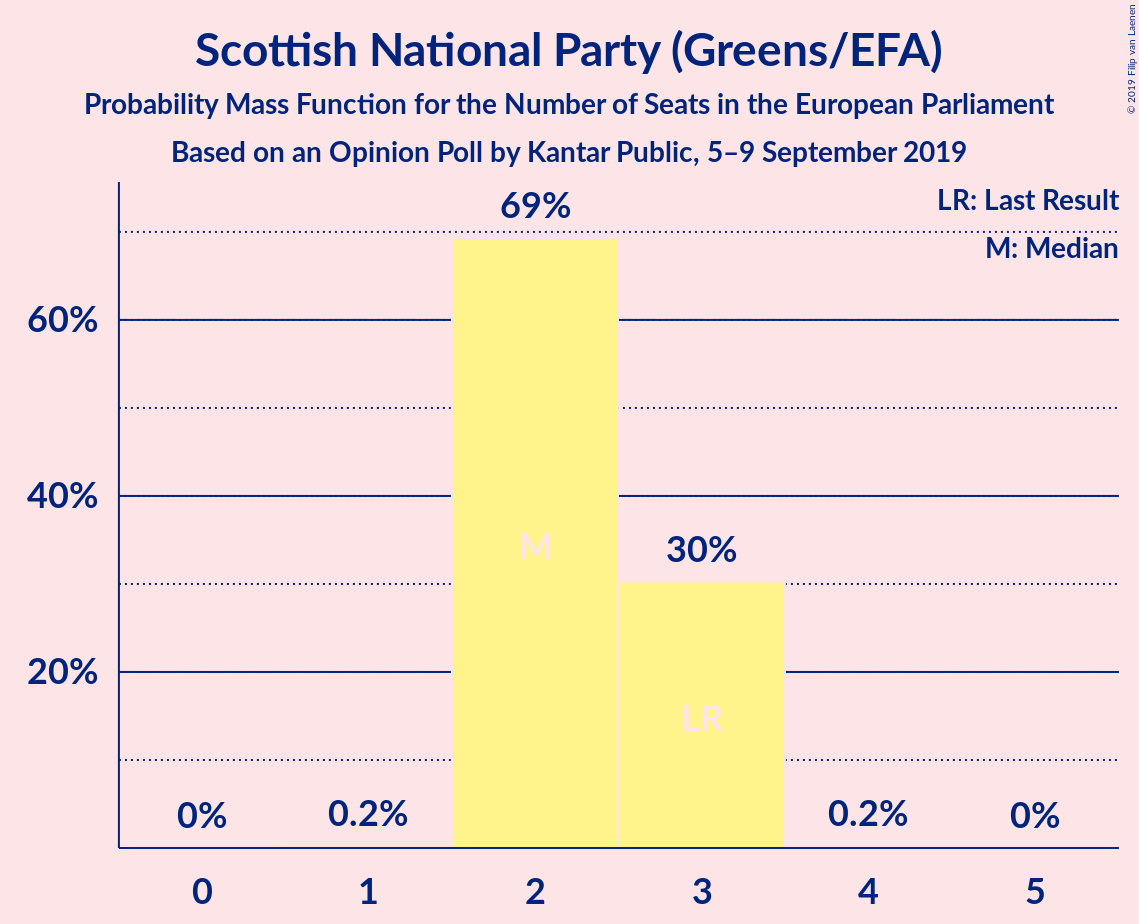 Scottish National Party (Greens/EFA)
Probability Mass Function for the Number of Seats in the European Parliament
Based on an Opinion Poll by Kantar Public, 5–9 September 2019
© 2019 Filip van Laenen
LR: Last Result
M: Median
69%
60%
40%
M
30%
20%
LR
0%
0.2%
0.2%
0%
0
1
2
3
4
5